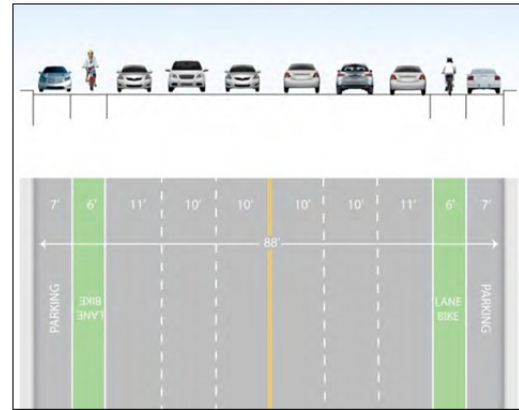 7' 6' 11' 10' 10' 10' 10' 11' 6' 7'
88'
PARKING
BIKE
LANE
LANE
BIKE
PARKING